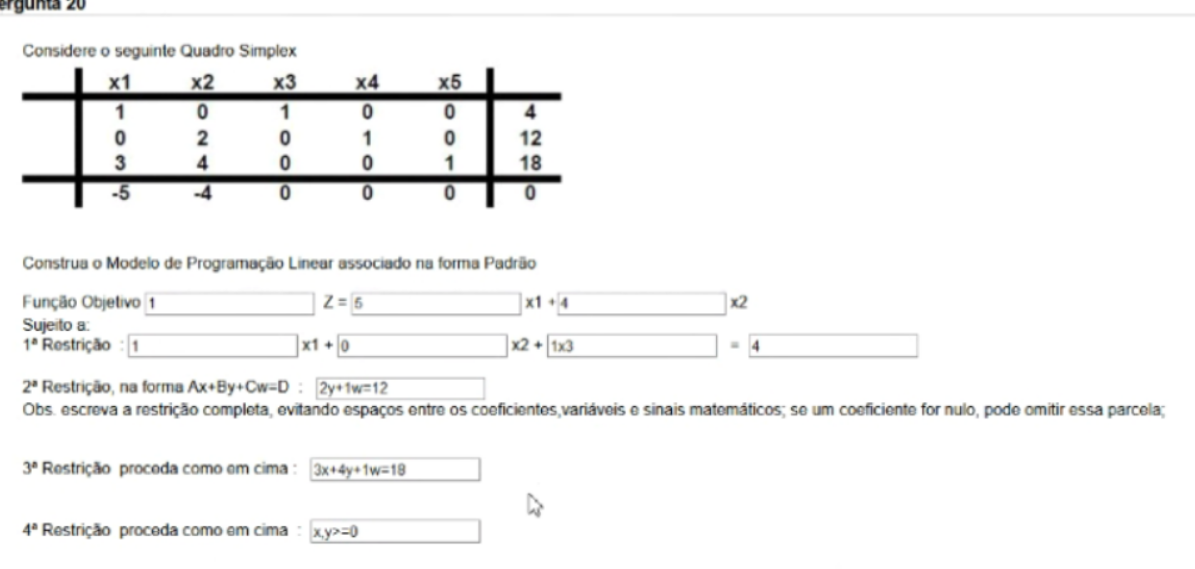 Pergunta 20
Considere o seguinte Quadro Simplex
x1 x2 x3 x4 x5
1 0 1 0 0 4
0 2 0 1 0 12
3 4 0 0 1 18
-5 -4 0 0 0 0
Construa o Modelo de Programação Linear associado na forma Padrão
Função Objetivo 1 Z = 5 x1 + 4 x2
Sujeito a:
1ª Restrição : 1 x1 + 0 x2 + 1x3 = 4
2ª Restrição, na forma Ax+By+Cw=D : 2y+1w=12
Obs. escreva a restrição completa, evitando espaços entre os coeficientes,variáveis e sinais matemáticos; se um coeficiente for nulo, pode omitir essa parcela;
3ª Restrição proceda como em cima : 3x+4y+1w=18
4ª Restrição proceda como em cima : x,y>=0